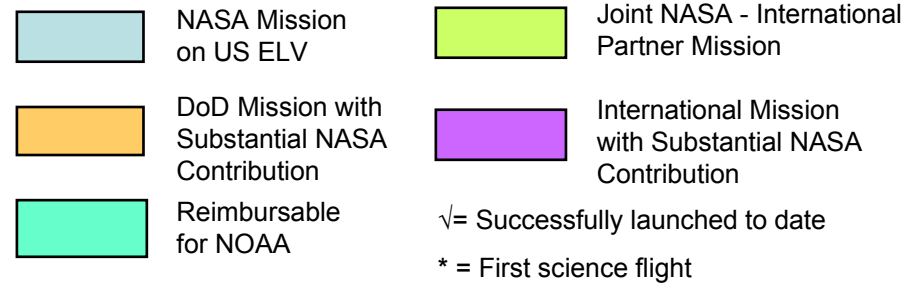 NASA Mission
on US ELV
DoD Mission with
Substantial NASA
Contribution
Reimbursable
for NOAA
Joint NASA - International
Partner Mission
International Mission
with Substantial NASA
Contribution
√= Successfully launched to date
* = First science flight